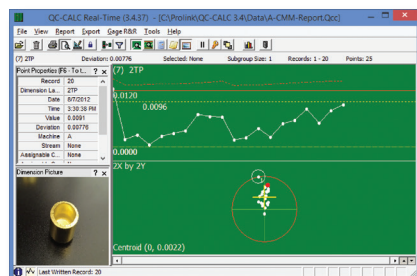 QC-CALC Real-Time (3.4.37) - [C:\Prolink\QC-CALC 3.4\Data\A-CMM-Report.Qcc]
File View Report Export Gage R&R Tools Help
(7) 2TP Deviation: 0.00776 Selected: None Subgroup Size: 1 Records: 1 - 20 Points: 25
Point Properties (F6 - To t... ? ×
Record 20
Dimension La... 2TP
Date 8/7/2012
Time 3:30:38 PM
Value 0.0091
Deviation 0.00776
Machine A
Stream None
Assignable C... None
Dimension Picture ? ×
(7) 2TP
0.0120
0.0096
0.0000
2X by 2Y
Centroid (0, 0.0022)
Last Written Record: 20